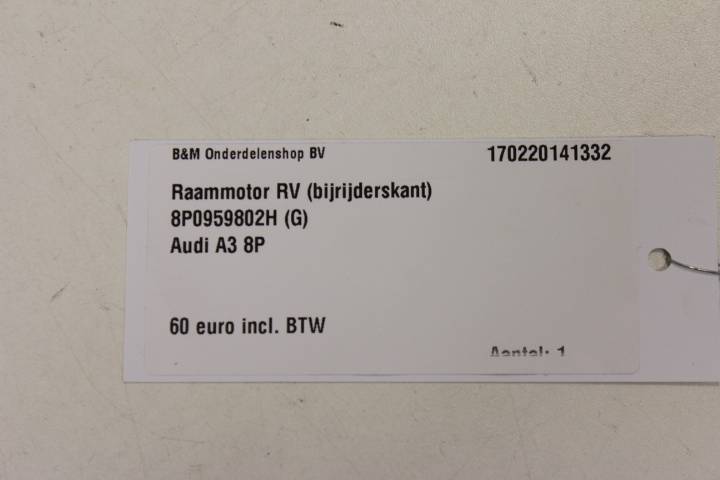 B&M Onderdelenshop BV 170220141332
Raammotor RV (bijrijderskant)
8P0959802H (G)
Audi A3 8P
60 euro incl. BTW
Aantal: 1